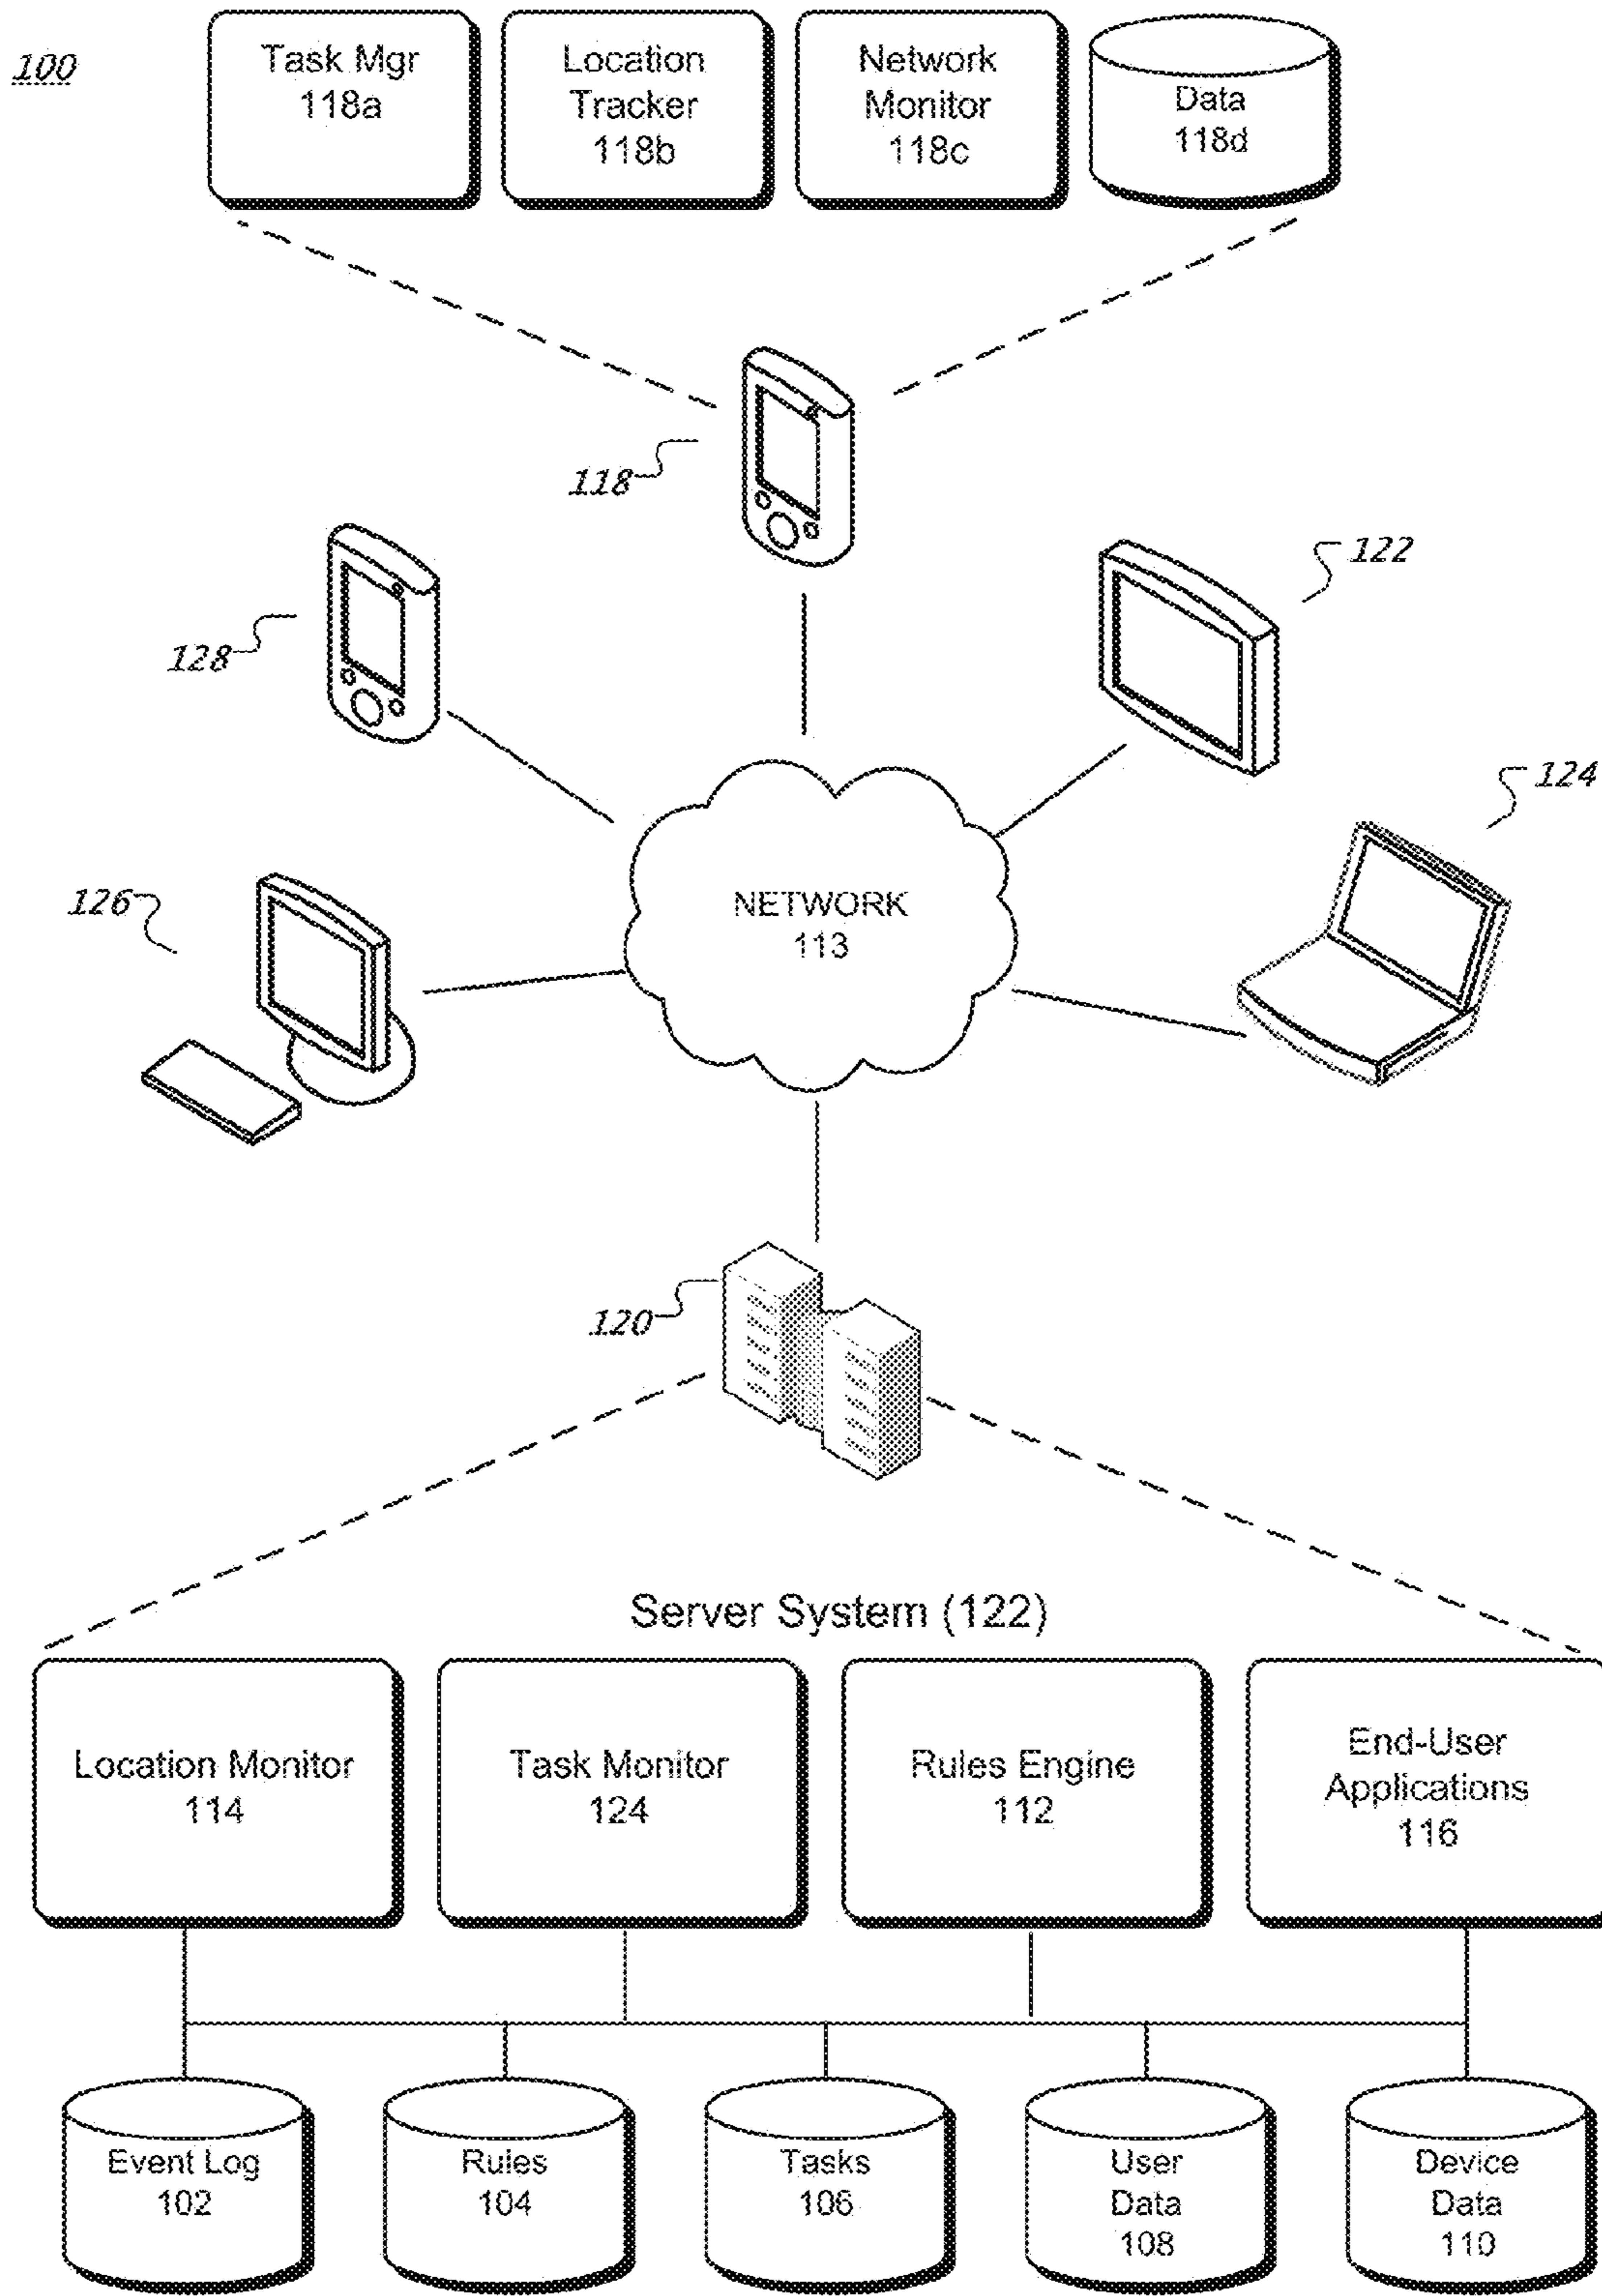 100
Task Mgr
118a
Location
Tracker
118b
Network
Monitor
118c
Data
118d
118
122
128
124
126
NETWORK
113
120
Server System (122)
Location Monitor
114
Task Monitor
124
Rules Engine
112
End-User
Applications
116
Event Log
102
Rules
104
Tasks
106
User
Data
108
Device
Data
110